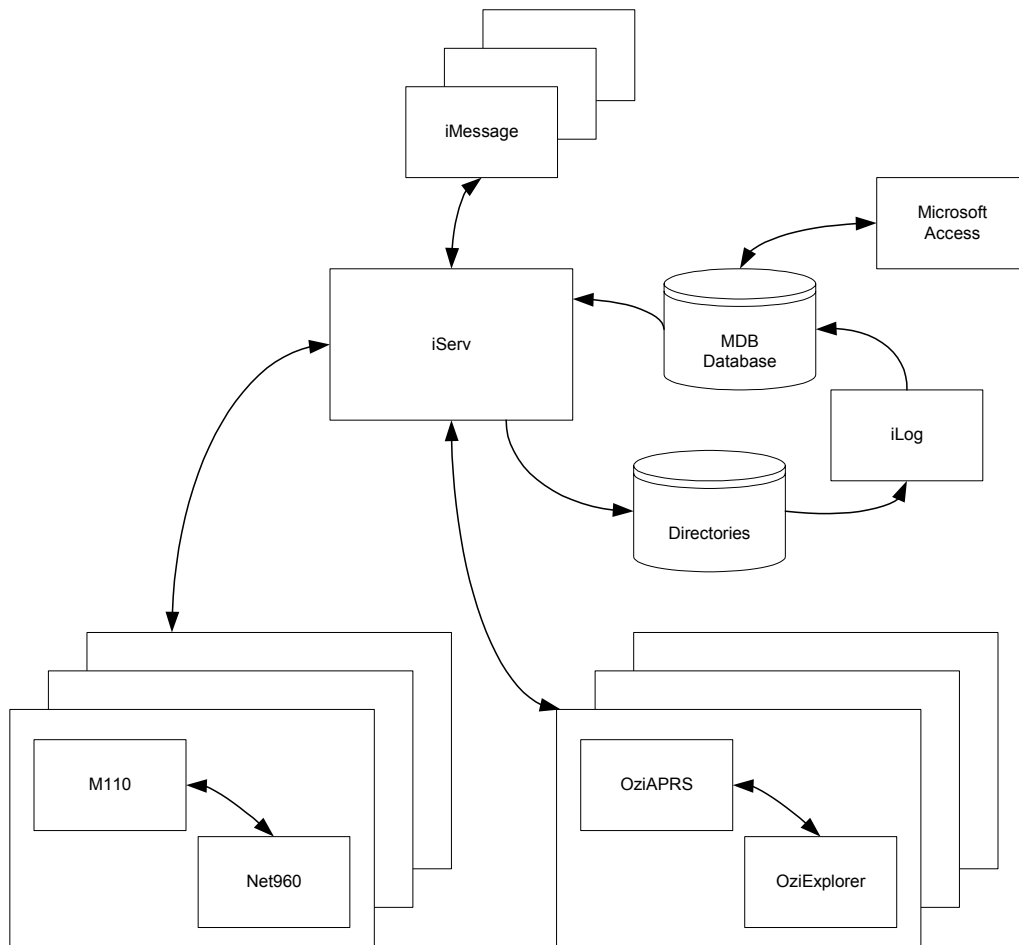 iMessage
Microsoft
Access
iServ
MDB
Database
iLog
Directories
M110
OziAPRS
Net960
OziExplorer